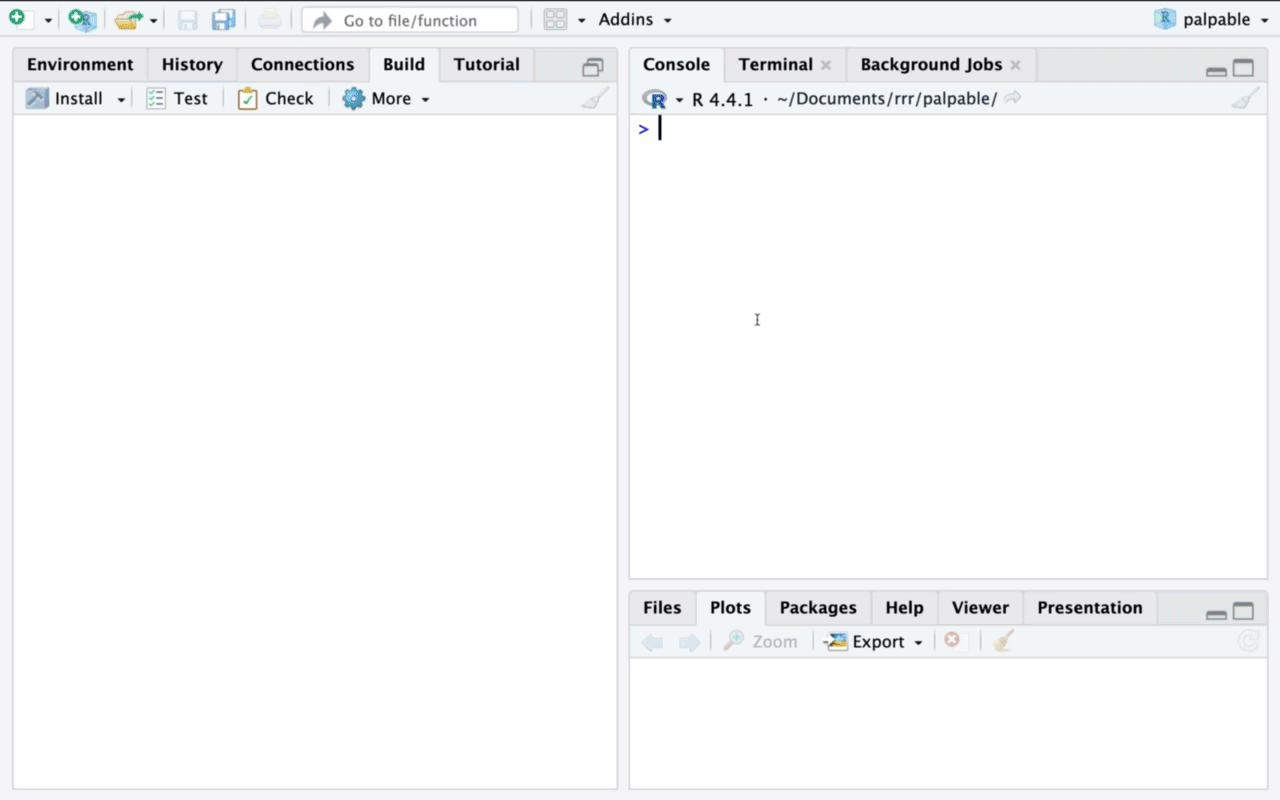 Go to file/function
Addins
palpable
Environment
History
Connections
Build
Tutorial
Install
Test
Check
More
Console
Terminal
Background Jobs
R 4.4.1 · ~/Documents/rrr/palpable/
>
Files
Plots
Packages
Help
Viewer
Presentation
Zoom
Export